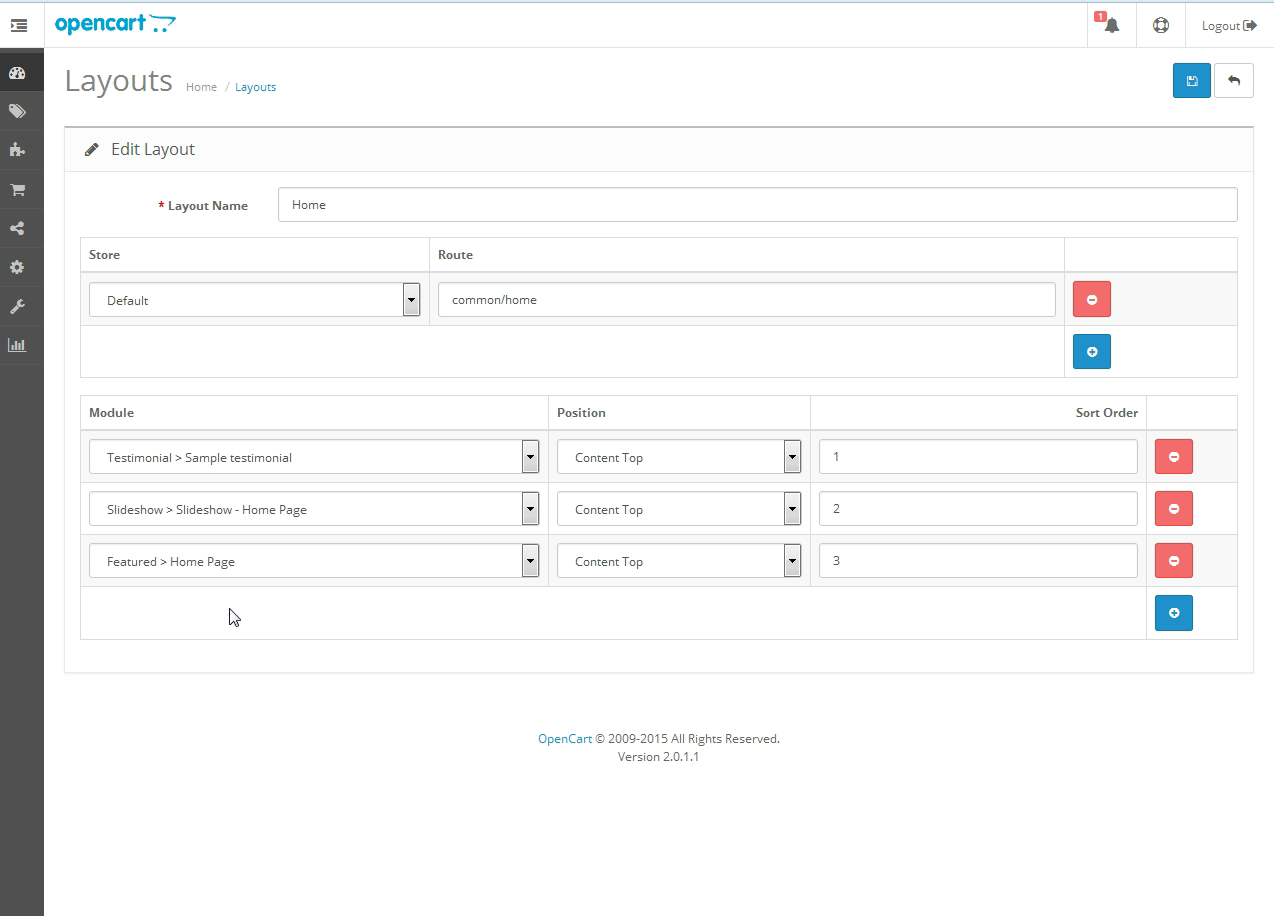 opencart
1
Logout
Layouts Home / Layouts
Edit Layout
* Layout Name Home
Store Route
Default common/home
Module Position Sort Order
Testimonial > Sample testimonial Content Top 1
Slideshow > Slideshow - Home Page Content Top 2
Featured > Home Page Content Top 3
OpenCart © 2009-2015 All Rights Reserved.
Version 2.0.1.1